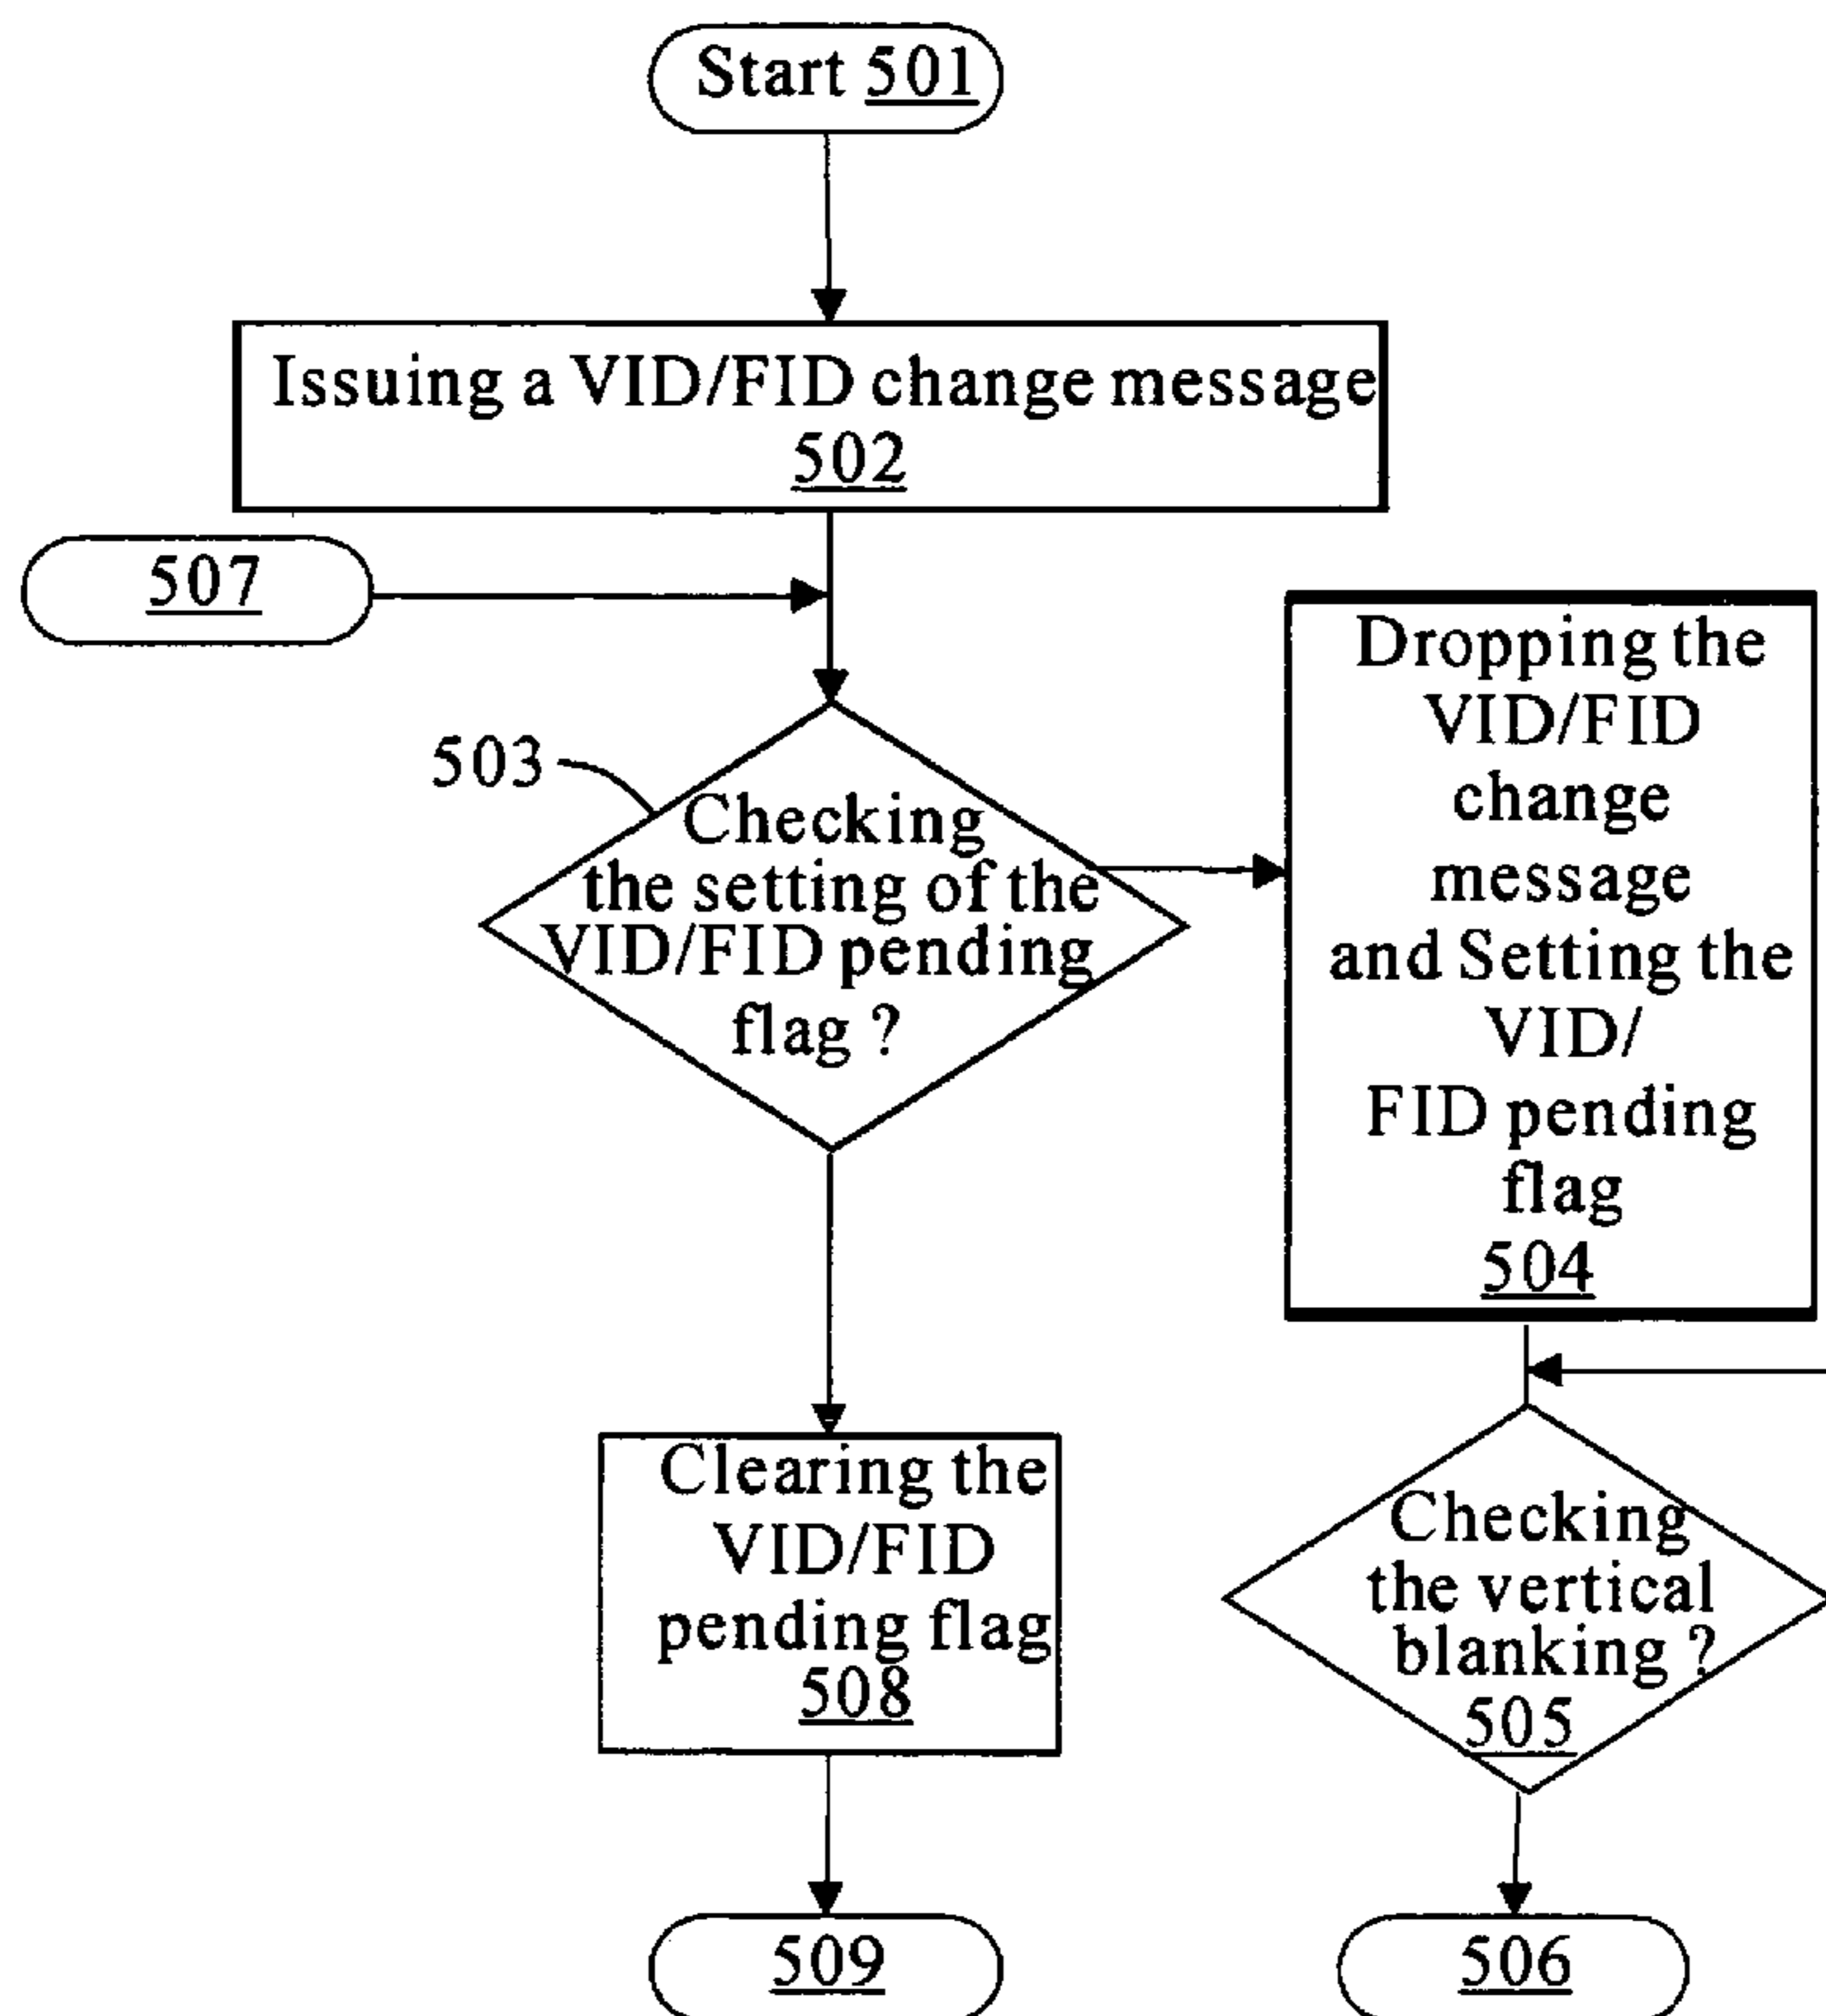 Start 501
Issuing a VID/FID change message
502
507
503
Checking
the setting of the
VID/FID pending
flag ?
Dropping the
VID/FID
change
message
and Setting the
VID/
FID pending
flag
504
Clearing the
VID/FID
pending flag
508
Checking
the vertical
blanking ?
505
509
506